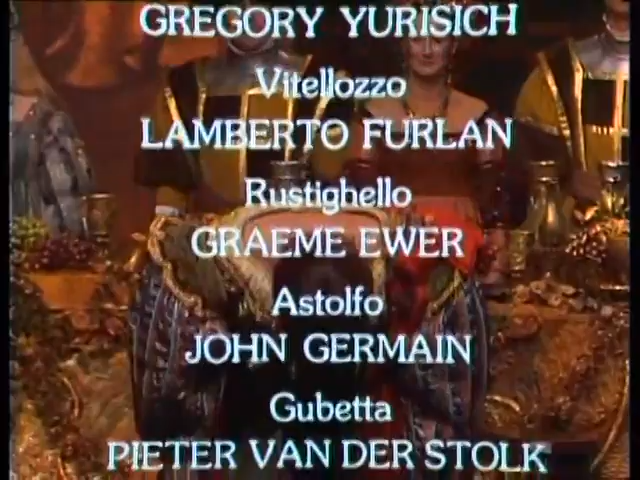 GREGORY YURISICH
Vitellozzo
LAMBERTO FURLAN
Rustighello
GRAEME EWER
Astolfo
JOHN GERMAIN
Gubetta
PIETER VAN DER STOLK